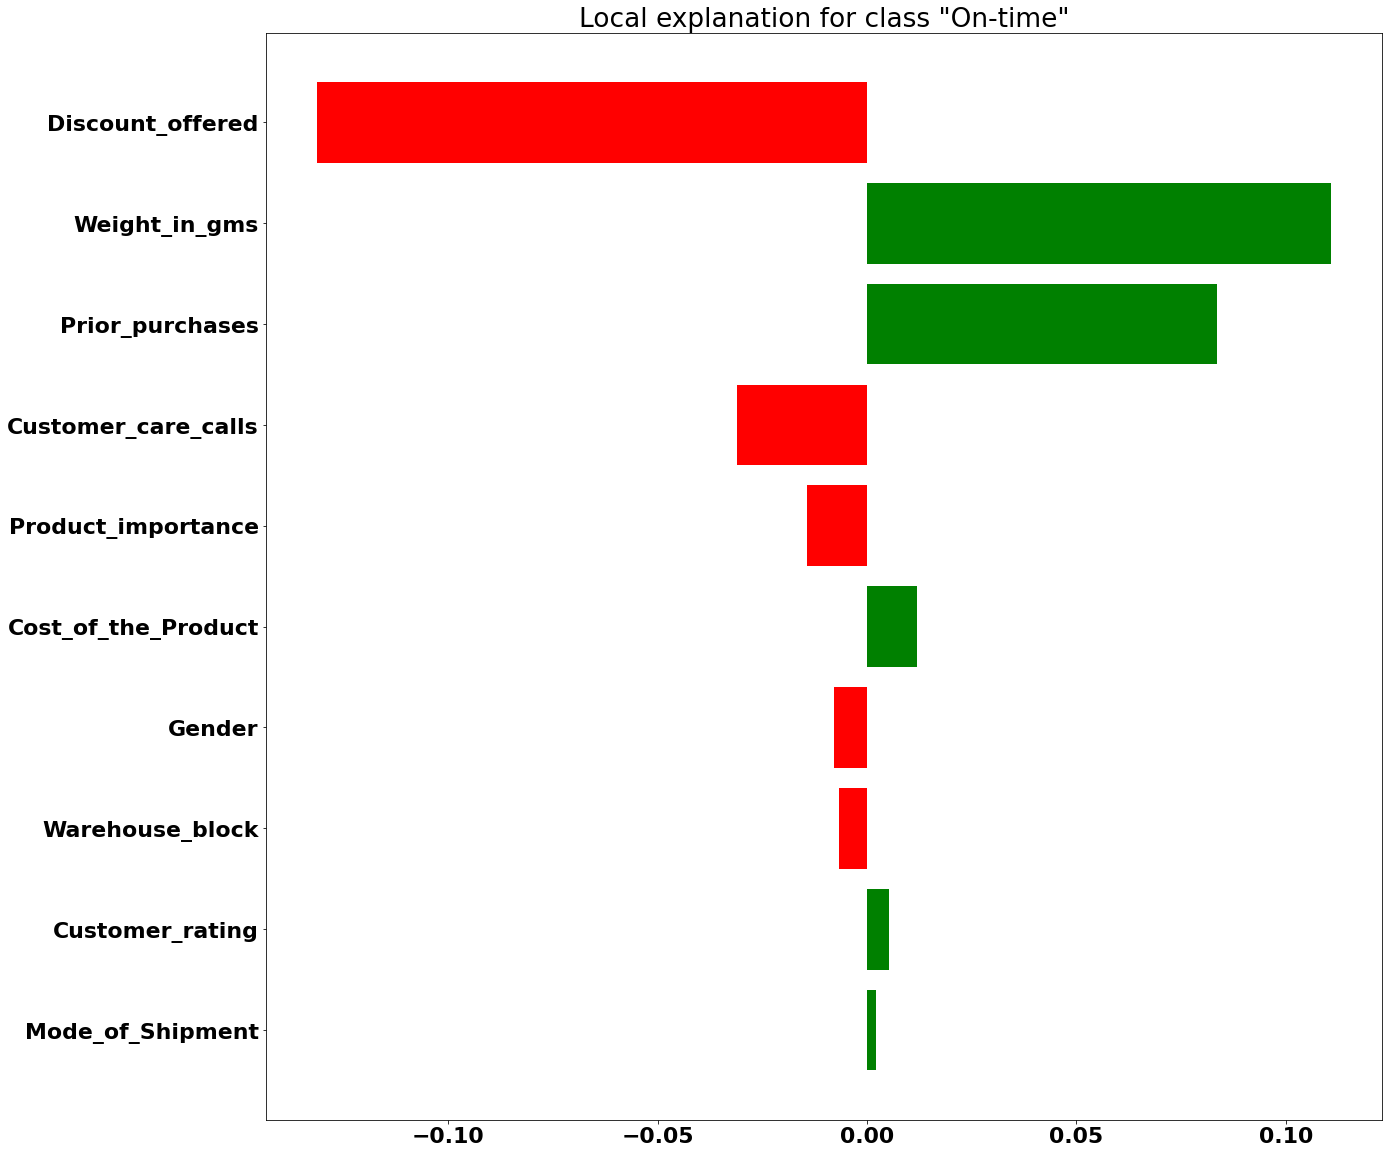 Local explanation for class "On-time"
Discount_offered
Weight_in_gms
Prior_purchases
Customer_care_calls
Product_importance
Cost_of_the_Product
Gender
Warehouse_block
Customer_rating
Mode_of_Shipment
−0.10 −0.05 0.00 0.05 0.10